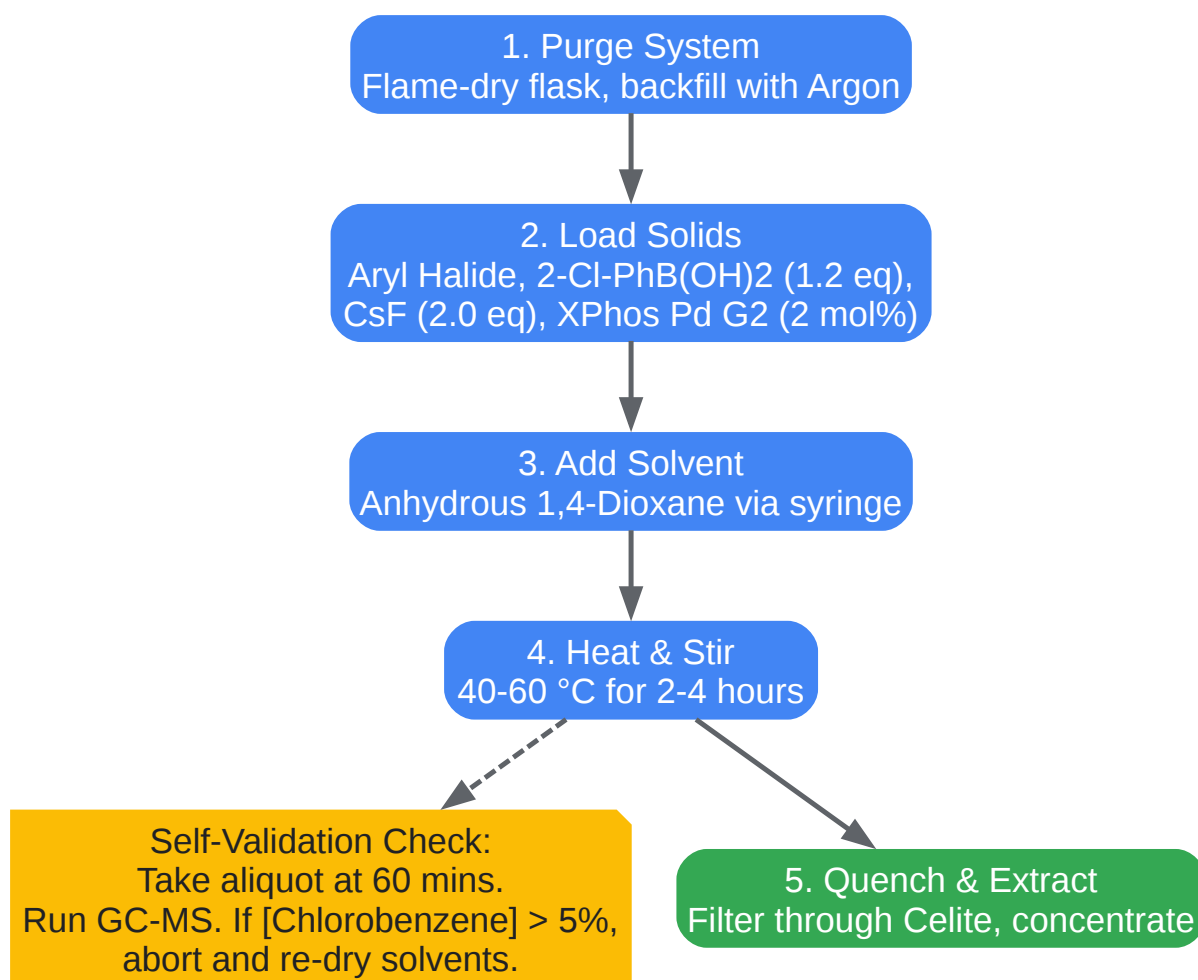 1. Purge System
Flame-dry flask, backfill with Argon
2. Load Solids
Aryl Halide, 2-Cl-PhB(OH)2 (1.2 eq),
CsF (2.0 eq), XPhos Pd G2 (2 mol%)
3. Add Solvent
Anhydrous 1,4-Dioxane via syringe
4. Heat & Stir
40-60 °C for 2-4 hours
Self-Validation Check:
Take aliquot at 60 mins.
Run GC-MS. If [Chlorobenzene] > 5%,
abort and re-dry solvents.
5. Quench & Extract
Filter through Celite, concentrate